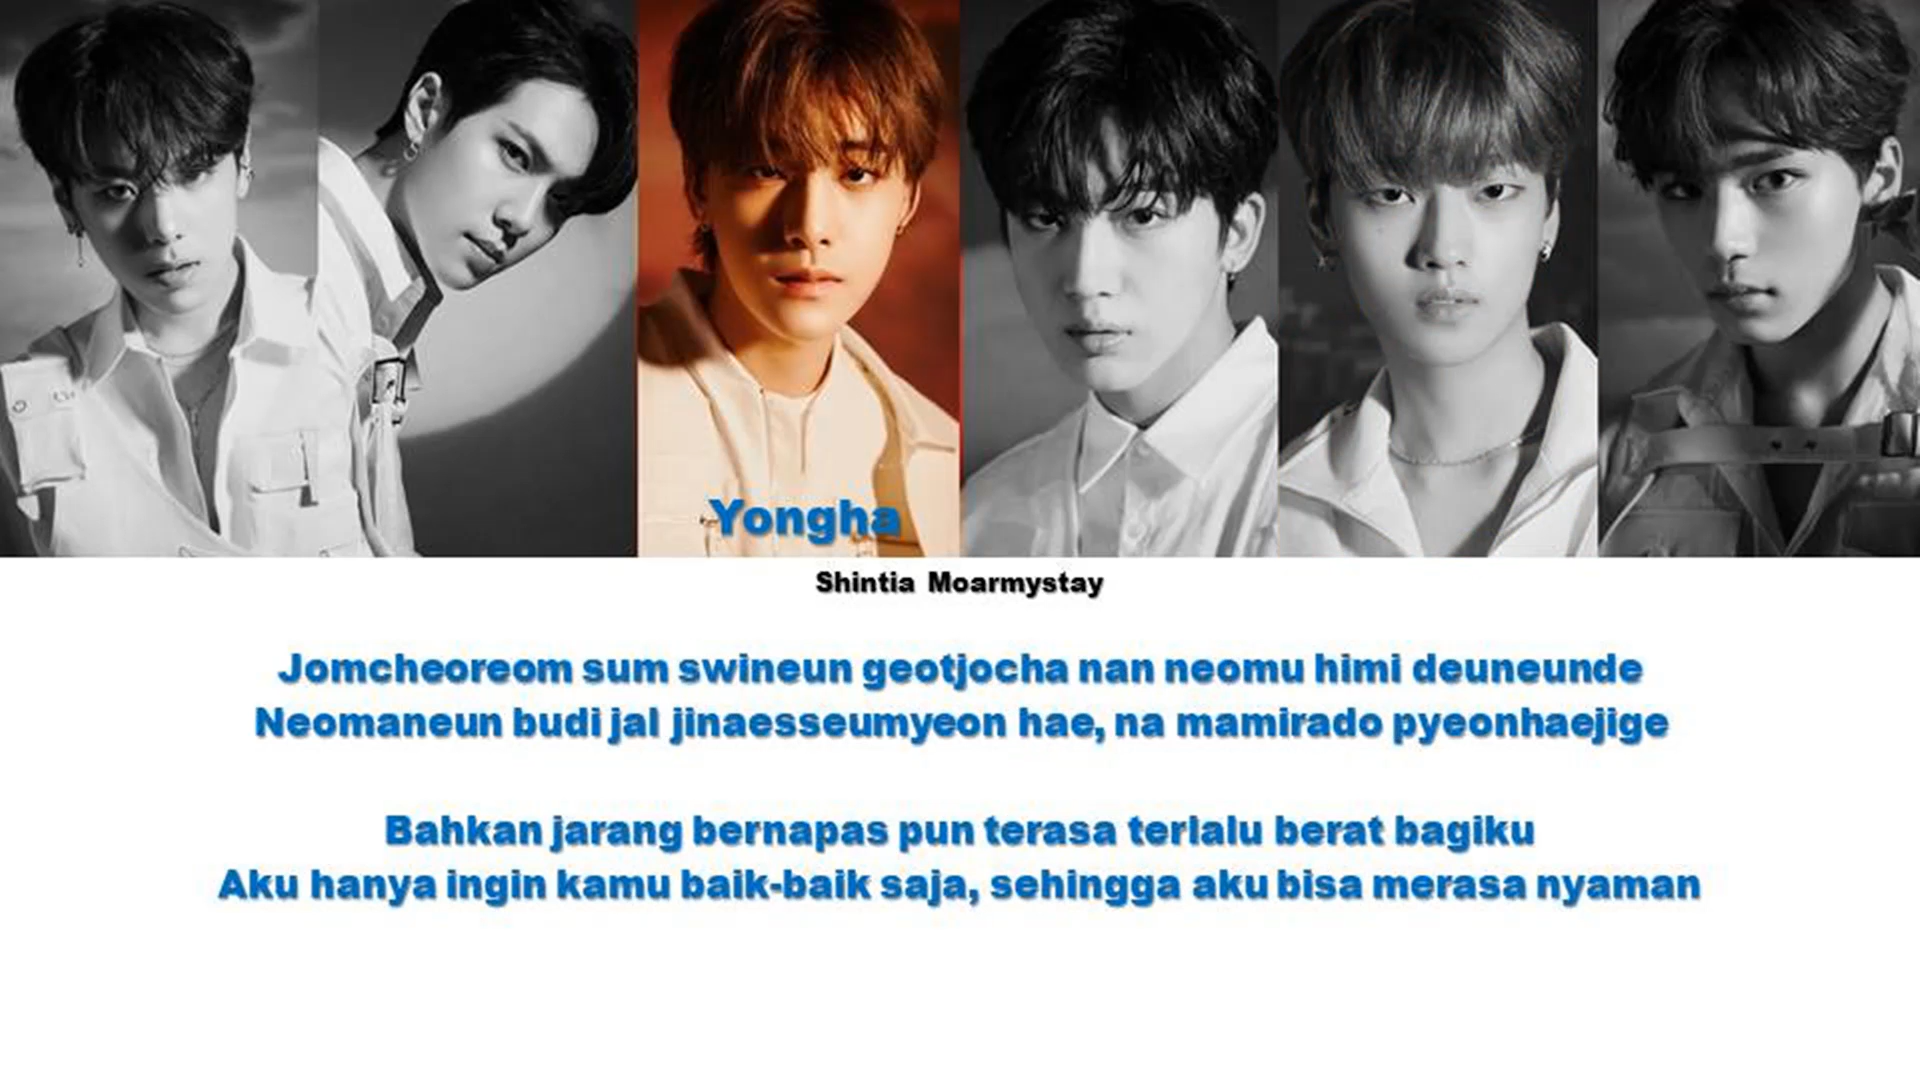 Yongha
Shintia Moarmystay
Jomcheoreom sum swineun geotjocha nan neomu himi deuneunde
Neomaneun budi jal jinaesseumyeon hae, na mamirado pyeonhaejige
Bahkan jarang bernapas pun terasa terlalu berat bagiku
Aku hanya ingin kamu baik-baik saja, sehingga aku bisa merasa nyaman